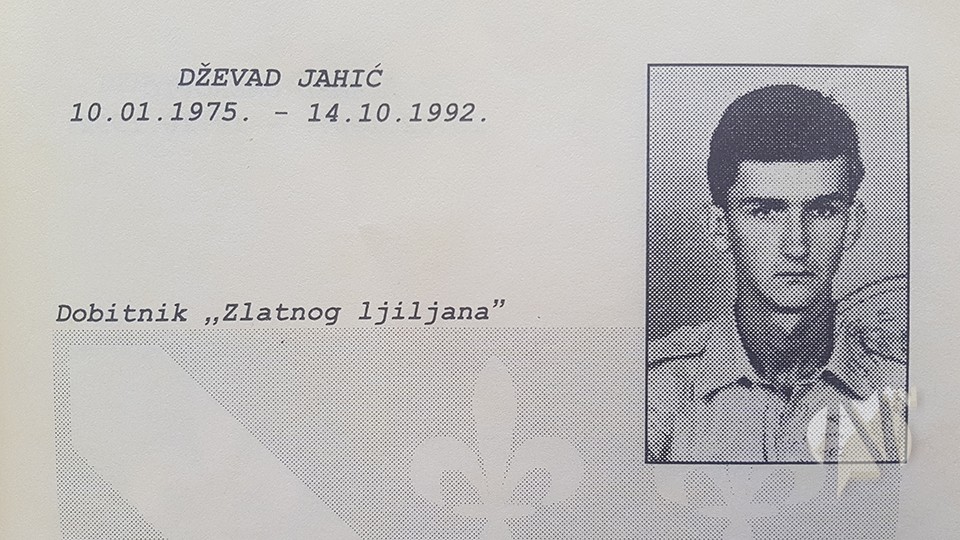 DŽEVAD JAHIĆ
10.01.1975. – 14.10.1992.
Dobitnik „Zlatnog ljiljana”